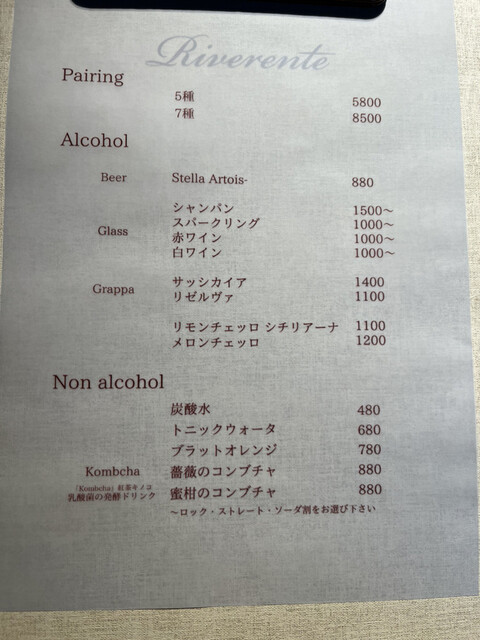 Riverente
Pairing
5種 5800
7種 8500
Alcohol
Beer Stella Artois- 880
シャンパン 1500〜
スパークリング 1000〜
Glass
赤ワイン 1000〜
白ワイン 1000〜
サッシカイア 1400
Grappa
リゼルヴァ 1100
リモンチェッロ シチリアーナ 1100
メロンチェッロ 1200
Non alcohol
炭酸水 480
トニックウォータ 680
ブラットオレンジ 780
Kombcha 薔薇のコンブチャ 880
「Kombcha」紅茶キノコ
乳酸菌の発酵ドリンク 蜜柑のコンブチャ 880
〜ロック・ストレート・ソーダ割をお選び下さい